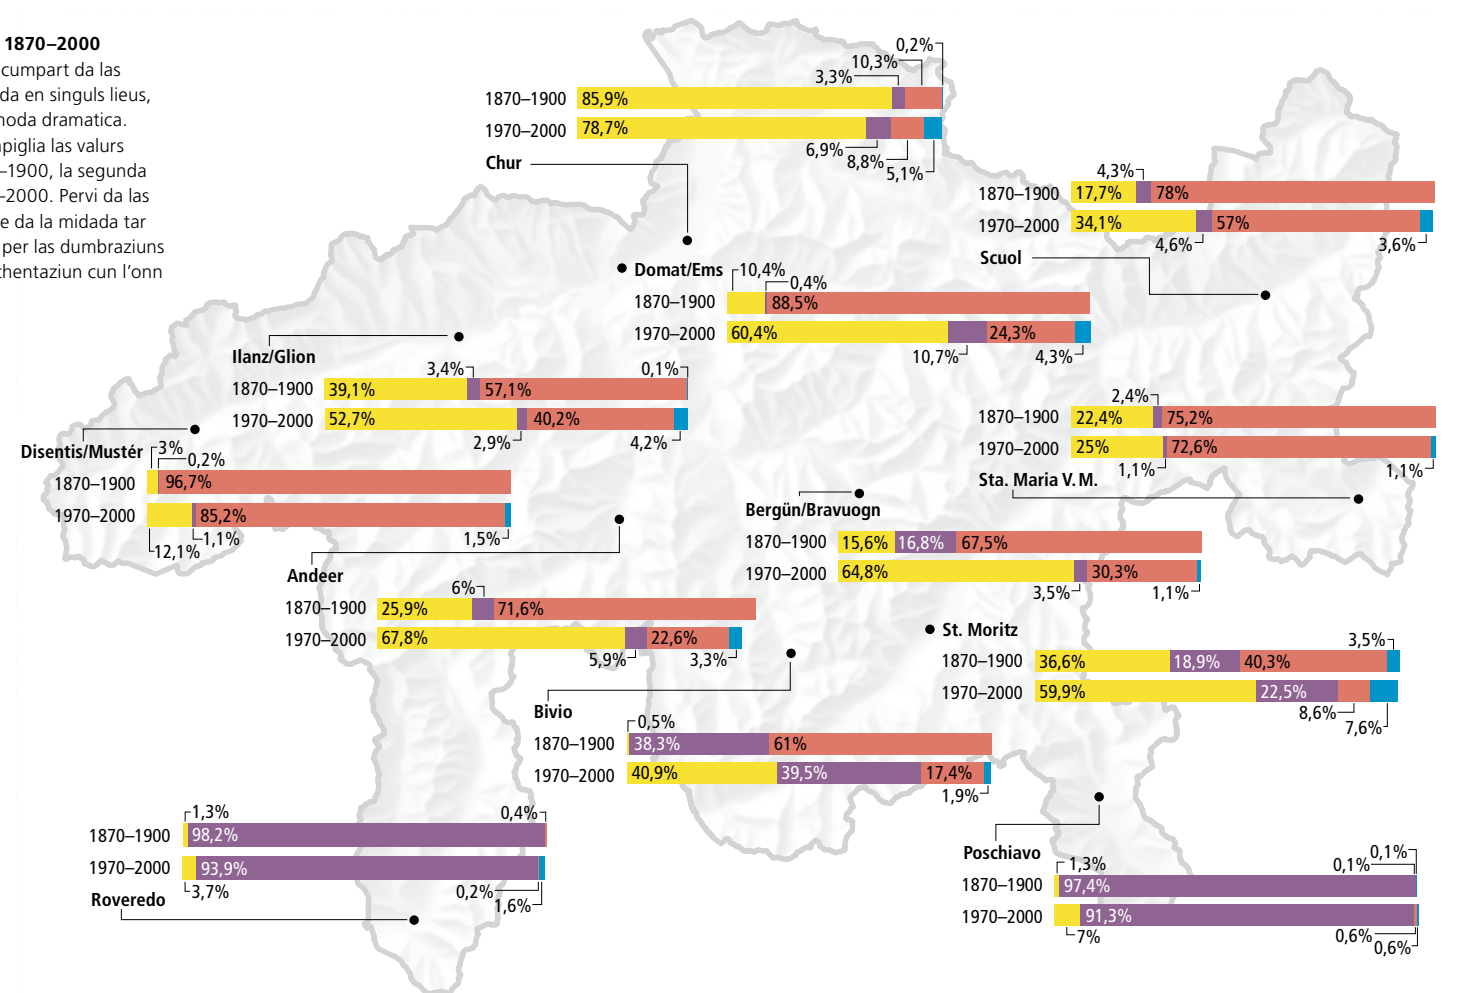 1870–2000
cumpart da las
da en singuls lieus,
moda dramatica.
piglia las valurs
–1900, la segunda
–2000. Pervi da las
e da la midada tar
per las dumbraziuns
chentaziun cun l'onn
0,2%
10,3%
3,3%
1870–1900 85,9%
1970–2000 78,7%
6,9%
8,8%
5,1%
Chur
4,3%
1870–1900 17,7% 78%
1970–2000 34,1% 57%
4,6% 3,6%
Scuol
Domat/Ems 10,4%
0,4%
1870–1900 88,5%
1970–2000 60,4% 24,3%
10,7% 4,3%
Ilanz/Glion
3,4% 0,1%
1870–1900 39,1% 57,1%
1970–2000 52,7% 40,2%
2,9% 4,2%
2,4%
1870–1900 22,4% 75,2%
1970–2000 25% 72,6%
1,1% 1,1%
Sta. Maria V. M.
Disentis/Mustér 3%
0,2%
1870–1900 96,7%
1970–2000 85,2%
12,1% 1,1% 1,5%
Bergün/Bravuogn
1870–1900 15,6% 16,8% 67,5%
1970–2000 64,8% 30,3%
3,5% 1,1%
Andeer
6%
1870–1900 25,9% 71,6%
1970–2000 67,8% 22,6%
5,9% 3,3%
St. Moritz
3,5%
1870–1900 36,6% 18,9% 40,3%
1970–2000 59,9% 22,5%
8,6%
7,6%
Bivio
0,5%
1870–1900 38,3% 61%
1970–2000 40,9% 39,5% 17,4%
1,9%
1,3% 0,4%
1870–1900 98,2%
1970–2000 93,9%
3,7% 0,2%
1,6%
Roveredo
Poschiavo
0,1%
1,3% 0,1%
1870–1900 97,4%
1970–2000 91,3%
7% 0,6%
0,6%